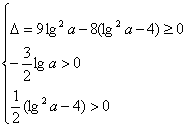 Δ = 9lg² a − 8(lg² a − 4) ≥ 0
−3/2 lg a > 0
1/2 (lg² a − 4) > 0